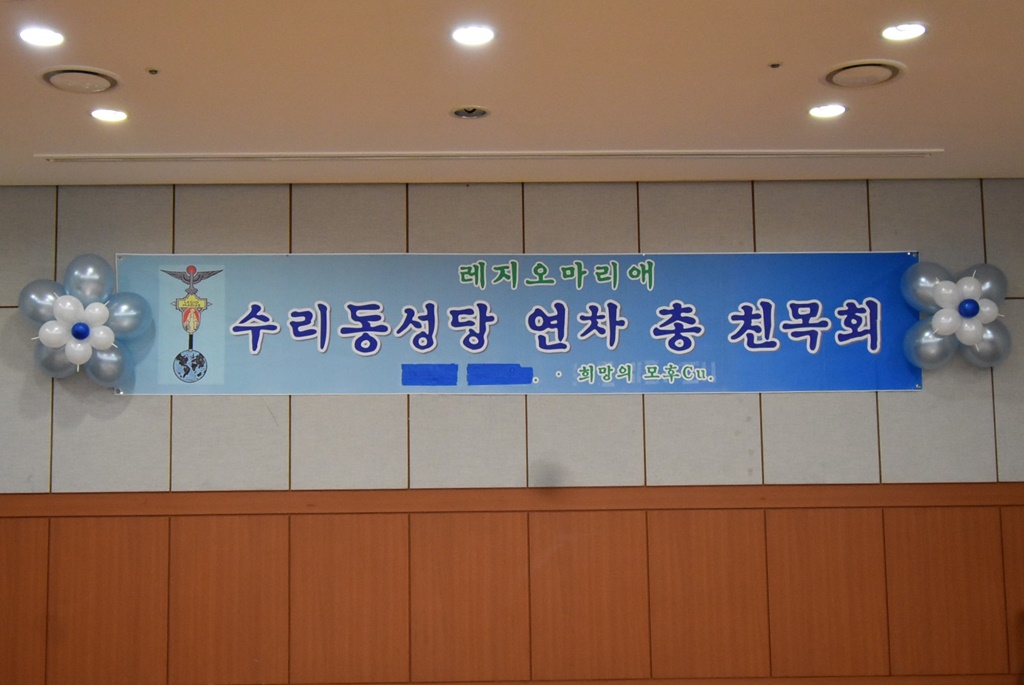 레지오마리애
수리동성당 연차 총 친목회
. · 희망의 모후Cu.